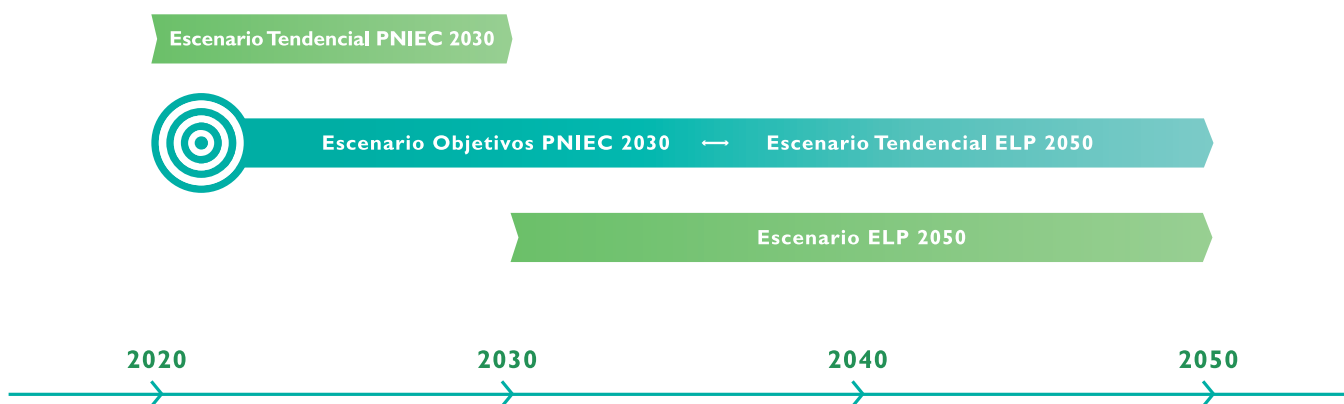 Escenario Tendencial PNIEC 2030
Escenario Objetivos PNIEC 2030 ↔ Escenario Tendencial ELP 2050
Escenario ELP 2050
2020 2030 2040 2050